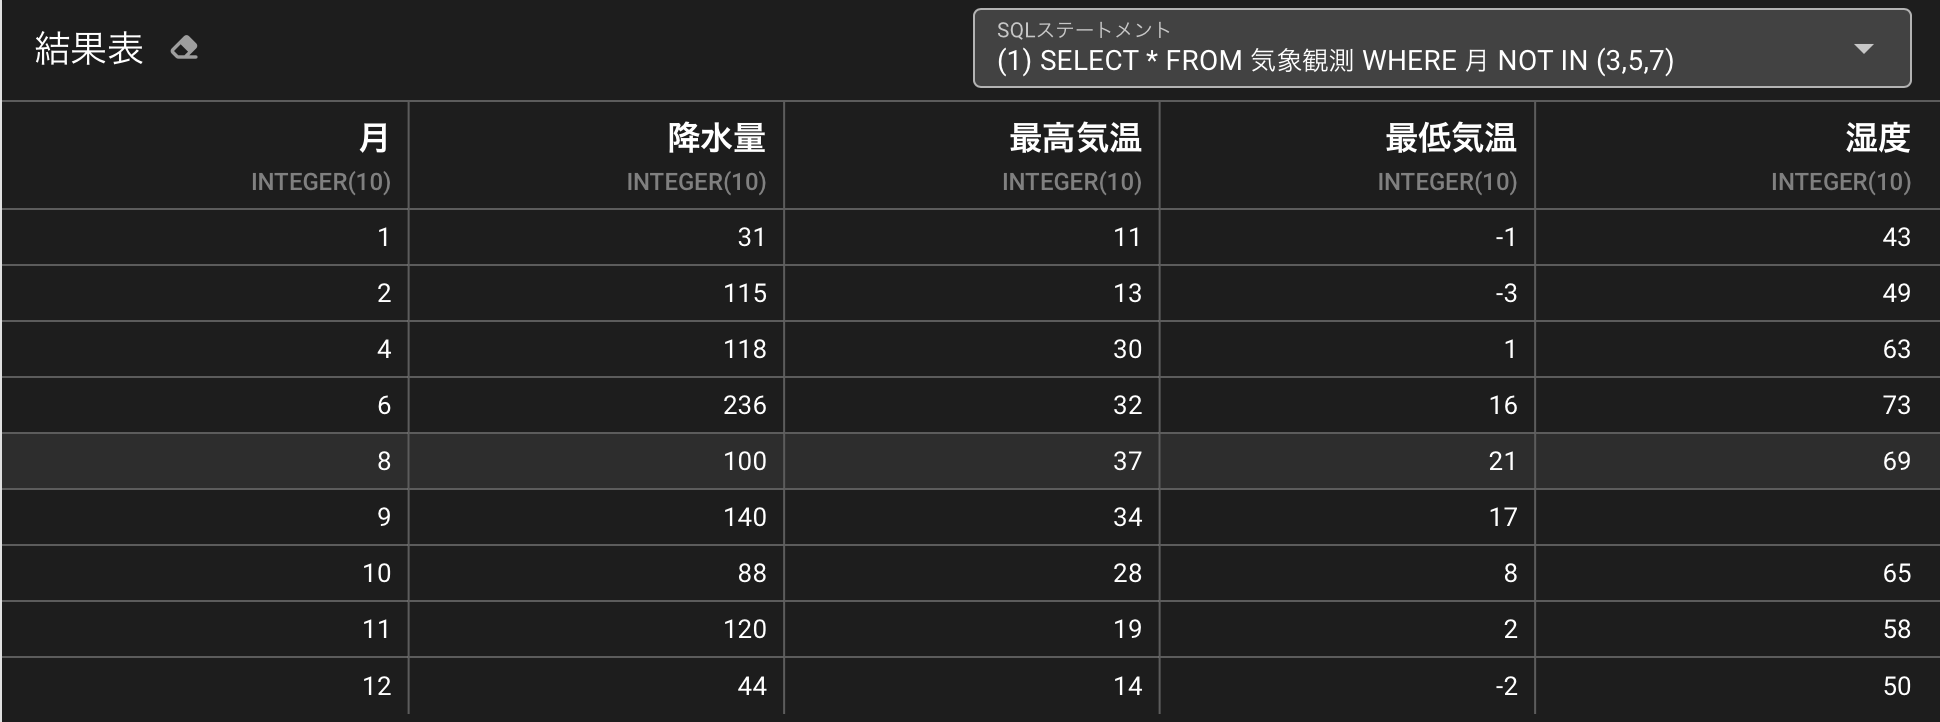 結果表
SQLステートメント
(1) SELECT * FROM 気象観測 WHERE 月 NOT IN (3,5,7)
月 降水量 最高気温 最低気温 湿度
INTEGER(10) INTEGER(10) INTEGER(10) INTEGER(10) INTEGER(10)
1 31 11 -1 43
2 115 13 -3 49
4 118 30 1 63
6 236 32 16 73
8 100 37 21 69
9 140 34 17
10 88 28 8 65
11 120 19 2 58
12 44 14 -2 50